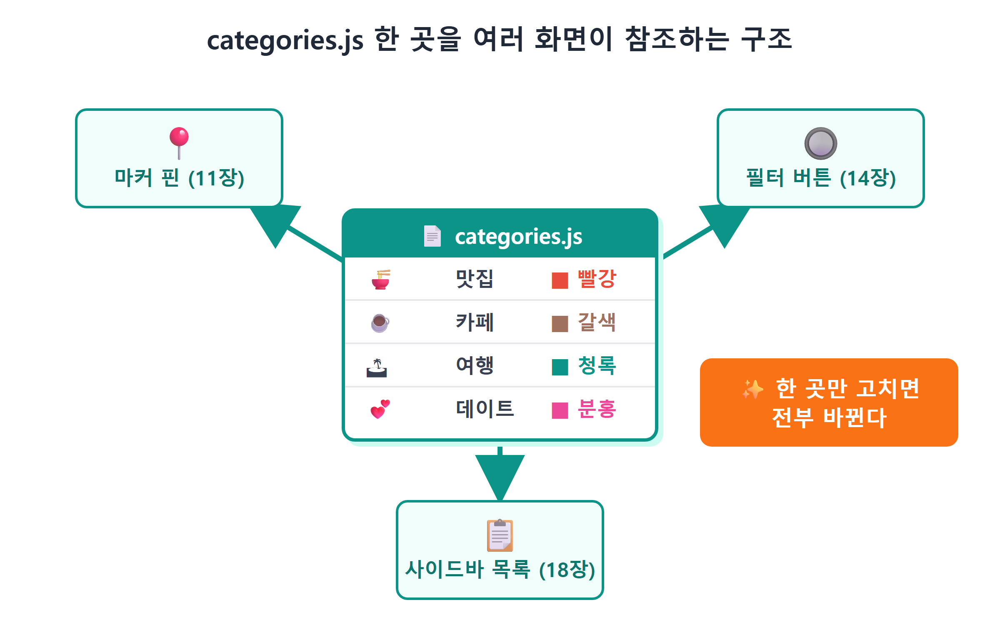 categories.js 한 곳을 여러 화면이 참조하는 구조
마커 핀 (11장)
필터 버튼 (14장)
categories.js
맛집 빨강
카페 갈색
여행 청록
데이트 분홍
한 곳만 고치면
전부 바뀐다
사이드바 목록 (18장)